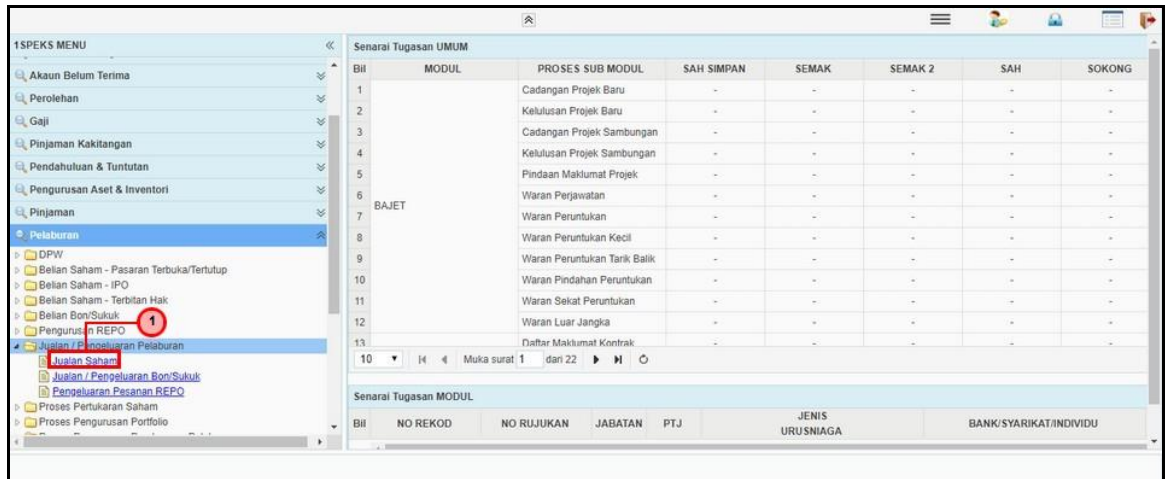 1SPEKS MENU
Akaun Belum Terima
Perolehan
Gaji
Pinjaman Kakitangan
Pendahuluan & Tuntutan
Pengurusan Aset & Inventori
Pinjaman
Pelaburan
DPW
Belian Saham - Pasaran Terbuka/Tertutup
Belian Saham - IPO
Belian Saham - Terbitan Hak
Belian Bon/Sukuk
1
Pengurusan REPO
Jualan / Pengeluaran Pelaburan
Jualan Saham
Jualan / Pengeluaran Bon/Sukuk
Pengeluaran Pesanan REPO
Proses Pertukaran Saham
Proses Pengurusan Portfolio
Senarai Tugasan UMUM
Bil MODUL PROSES SUB MODUL SAH SIMPAN SEMAK SEMAK 2 SAH SOKONG
1 Cadangan Projek Baru - - - - -
2 Kelulusan Projek Baru - - - - -
3 Cadangan Projek Sambungan - - - - -
4 Kelulusan Projek Sambungan - - - - -
5 Pindaan Maklumat Projek - - - - -
6 Waran Perjawatan - - - - -
BAJET
7 Waran Peruntukan - - - - -
8 Waran Peruntukan Kecil - - - - -
9 Waran Peruntukan Tarik Balik - - - - -
10 Waran Pindahan Peruntukan - - - - -
11 Waran Sekat Peruntukan - - - - -
12 Waran Luar Jangka - - - - -
13 Daftar Maklumat Kontrak - - - - -
10 Muka surat 1 dari 22
Senarai Tugasan MODUL
Bil NO REKOD NO RUJUKAN JABATAN PTJ JENIS URUSNIAGA BANK/SYARIKAT/INDIVIDU